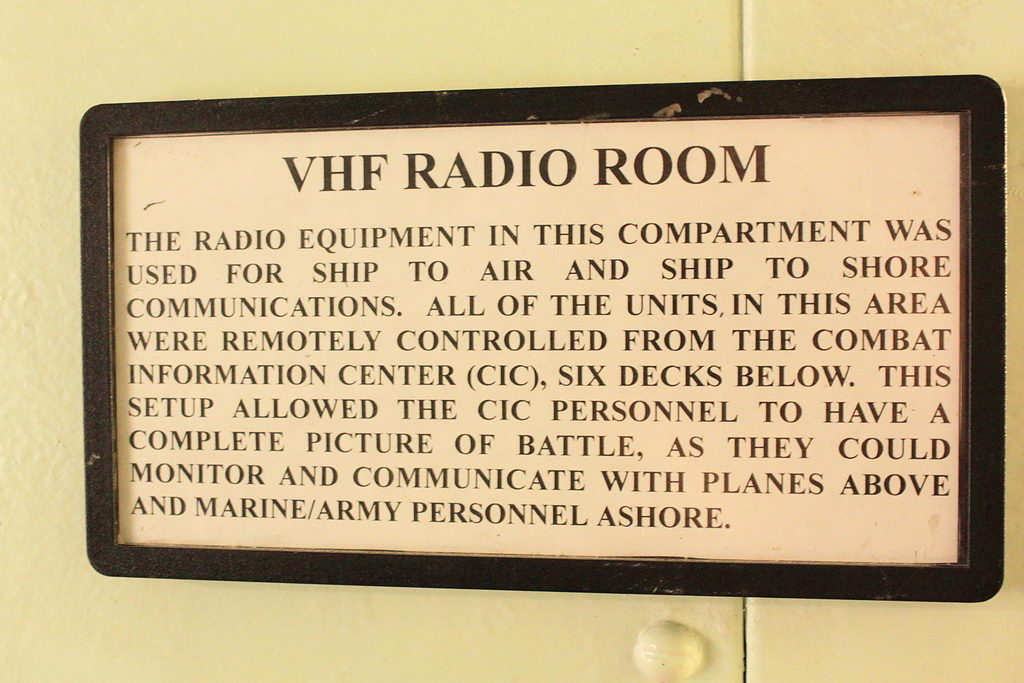 VHF RADIO ROOM
THE RADIO EQUIPMENT IN THIS COMPARTMENT WAS
USED FOR SHIP TO AIR AND SHIP TO SHORE
COMMUNICATIONS. ALL OF THE UNITS, IN THIS AREA
WERE REMOTELY CONTROLLED FROM THE COMBAT
INFORMATION CENTER (CIC), SIX DECKS BELOW. THIS
SETUP ALLOWED THE CIC PERSONNEL TO HAVE A
COMPLETE PICTURE OF BATTLE, AS THEY COULD
MONITOR AND COMMUNICATE WITH PLANES ABOVE
AND MARINE/ARMY PERSONNEL ASHORE.